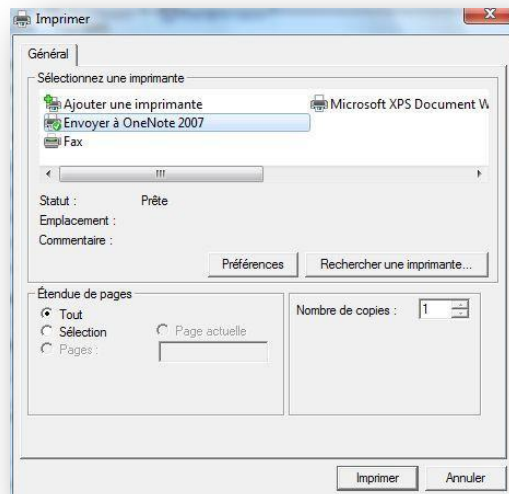 Imprimer
Général
Sélectionnez une imprimante
Ajouter une imprimante
Microsoft XPS Document W
Envoyer à OneNote 2007
Fax
Statut : Prête
Emplacement :
Commentaire :
Préférences
Rechercher une imprimante...
Étendue de pages
Tout
Sélection
Page actuelle
Pages :
Nombre de copies : 1
Imprimer
Annuler